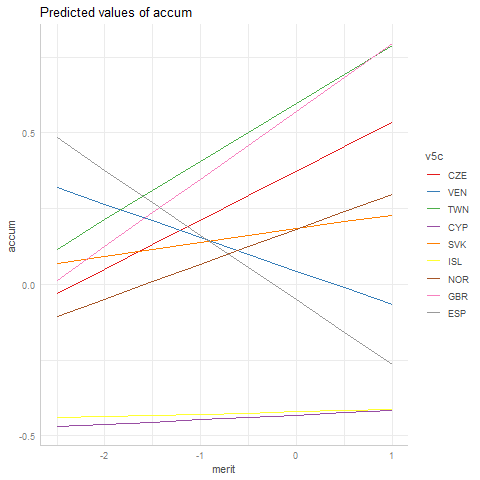 Predicted values of accum
accum
0.5
0.0
-0.5
-2
-1
0
1
merit
v5c
CZE
VEN
TWN
CYP
SVK
ISL
NOR
GBR
ESP